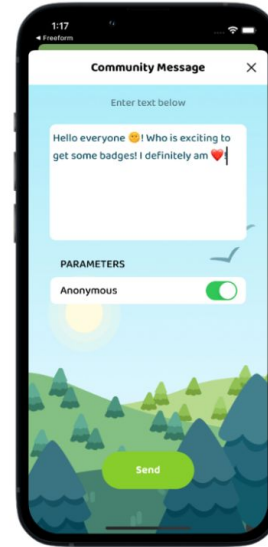 1:17
◀ Freeform
Community Message
Enter text below
Hello everyone 😊! Who is exciting to
get some badges! I definitely am ❤️!
PARAMETERS
Anonymous
Send